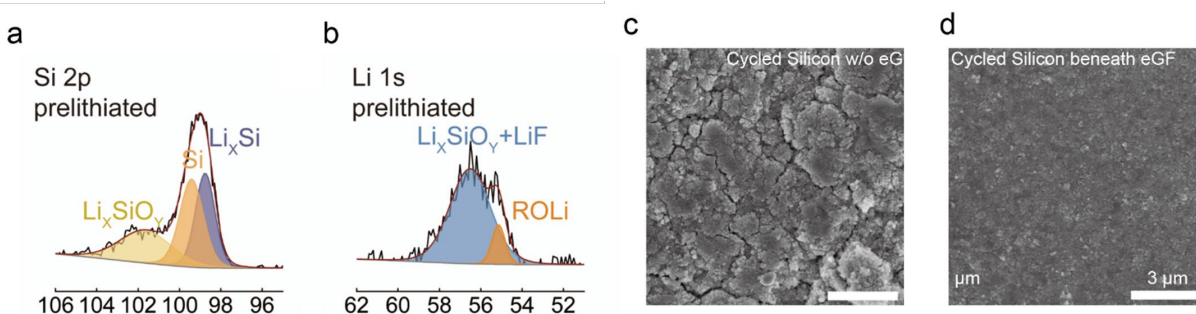 a
Si 2p
prelithiated
LiXSi
Si
LiXSiOY
106 104 102 100 98 96
b
Li 1s
prelithiated
LiXSiOY+LiF
ROLi
62 60 58 56 54 52
c
Cycled Silicon w/o eG
d
Cycled Silicon beneath eGF
µm
3 µm